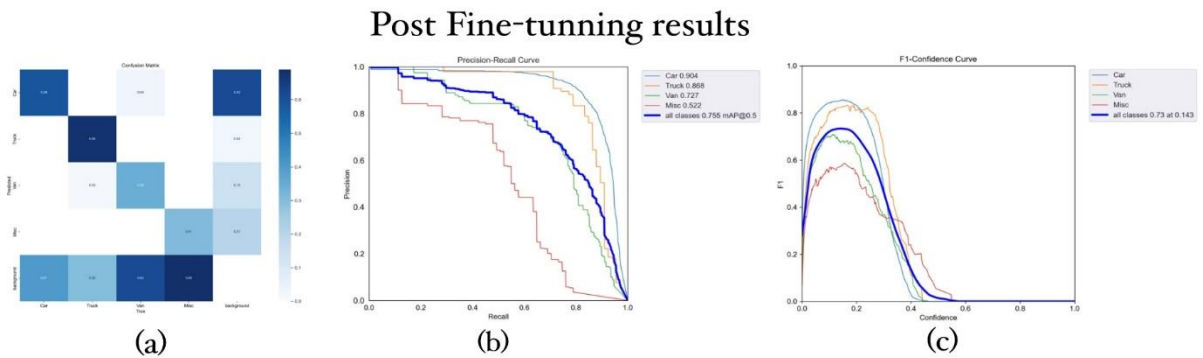 Post Fine-tunning results
Confusion Matrix
Car
Truck
Van
Misc
background
Predicted
Car
Truck
Van
Misc
background
True
0.8
0.7
0.6
0.5
0.4
0.3
0.2
0.1
0.0
(a)
Precision-Recall Curve
1.0
0.8
0.6
0.4
0.2
0.0
Precision
0.0
0.2
0.4
0.6
0.8
1.0
Recall
Car 0.904
Truck 0.868
Van 0.727
Misc 0.522
all classes 0.755 mAP@0.5
(b)
F1-Confidence Curve
1.0
0.8
0.6
0.4
0.2
0.0
F1
0.0
0.2
0.4
0.6
0.8
1.0
Confidence
Car
Truck
Van
Misc
all classes 0.73 at 0.143
(c)